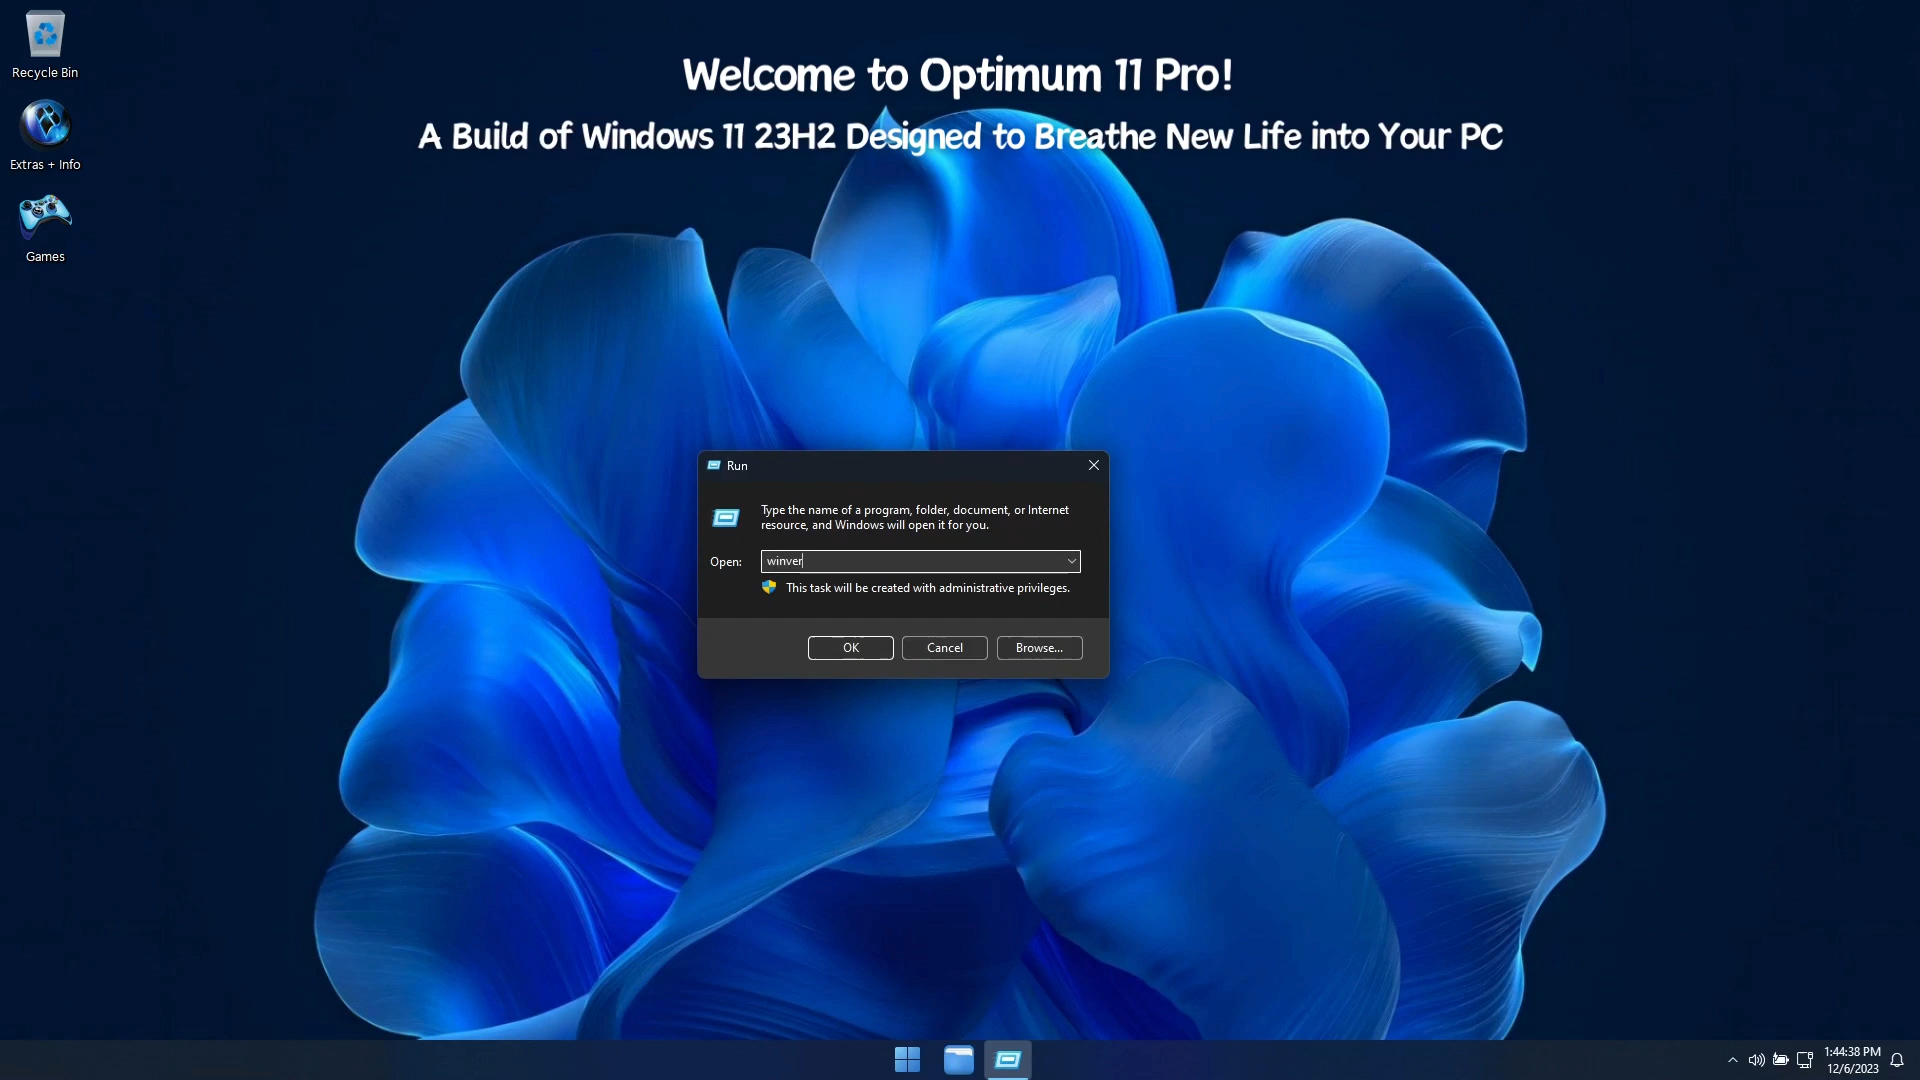 Welcome to Optimum 11 Pro!
A Build of Windows 11 23H2 Designed to Breathe New Life into Your PC
Recycle Bin
Extras + Info
Games
Run
Type the name of a program, folder, document, or Internet
resource, and Windows will open it for you.
Open: winver
This task will be created with administrative privileges.
OK Cancel Browse...
1:44:38 PM
12/6/2023